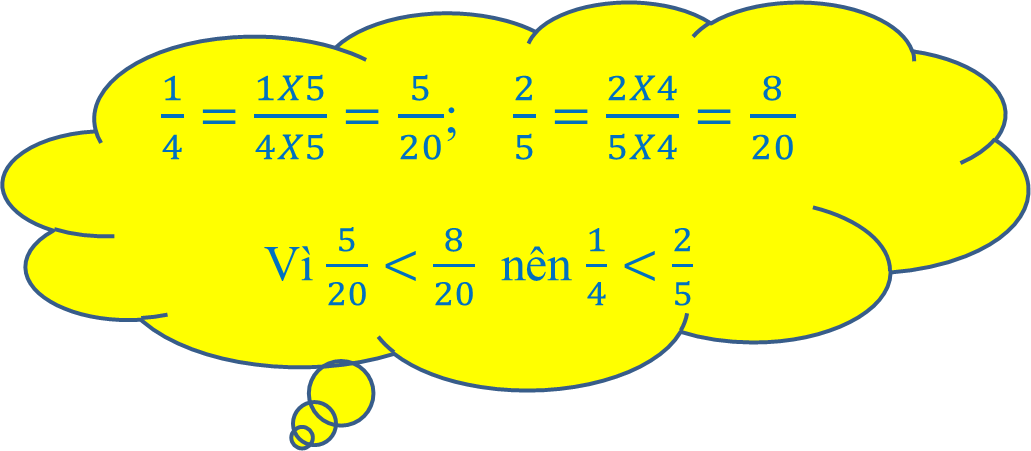 1/4 = 1X5/4X5 = 5/20; 2/5 = 2X4/5X4 = 8/20
Vì 5/20 < 8/20 nên 1/4 < 2/5